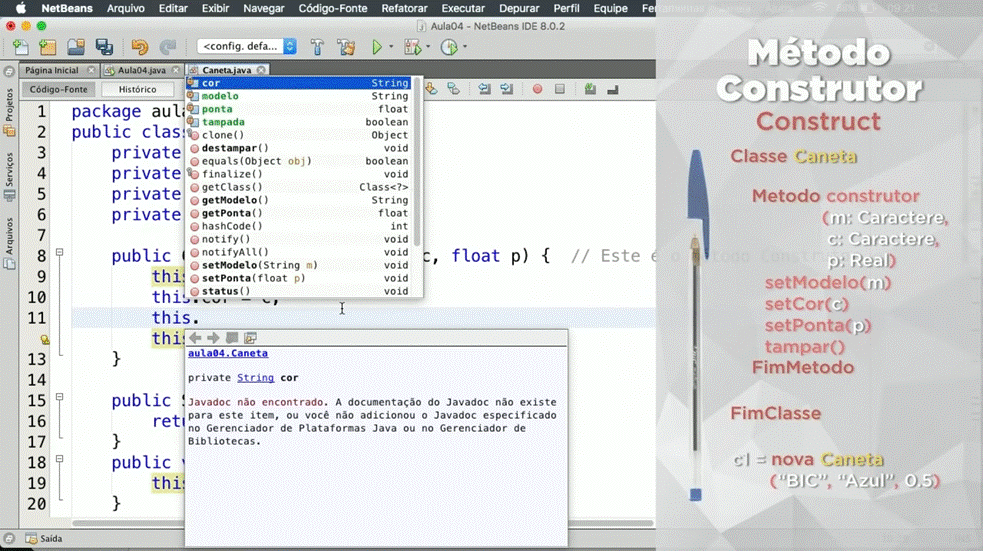 NetBeans Arquivo Editar Exibir Navegar Código-Fonte Refatorar Executar Depurar Perfil Equipe Ferramentas 09:21
Aula04 - NetBeans IDE 8.0.2
<config. defa...
Página Inicial Aula04.java Caneta.java
Código-Fonte Histórico
Projetos
Serviços
Arquivos
1 package aul
2 public clas
3 private
4 private
5 private
6 private
7
8 public c, float p) { // Este é o Método Constru
9 this
10 this.cor = c;
11 this.
this
13 }
14
15 public S
16 retu
17 }
18 public v
19 this
20 }
cor String
modelo String
ponta float
tampada boolean
clone() Object
destampar() void
equals(Object obj) boolean
finalize() void
getClass() Class<?>
getModelo() String
getPonta() float
hashCode() int
notify() void
notifyAll() void
setModelo(String m) void
setPonta(float p) void
status() void
aula04.Caneta
private String cor
Javadoc não encontrado. A documentação do Javadoc não existe
para este item, ou você não adicionou o Javadoc especificado
no Gerenciador de Plataformas Java ou no Gerenciador de
Bibliotecas.
Saída
Método
Construtor
Construct
Classe Caneta
Metodo construtor
(m: Caractere,
c: Caractere,
p: Real)
setModelo(m)
setCor(c)
setPonta(p)
tampar()
FimMetodo
FimClasse
c1 = nova Caneta
("BIC", "Azul", 0.5)